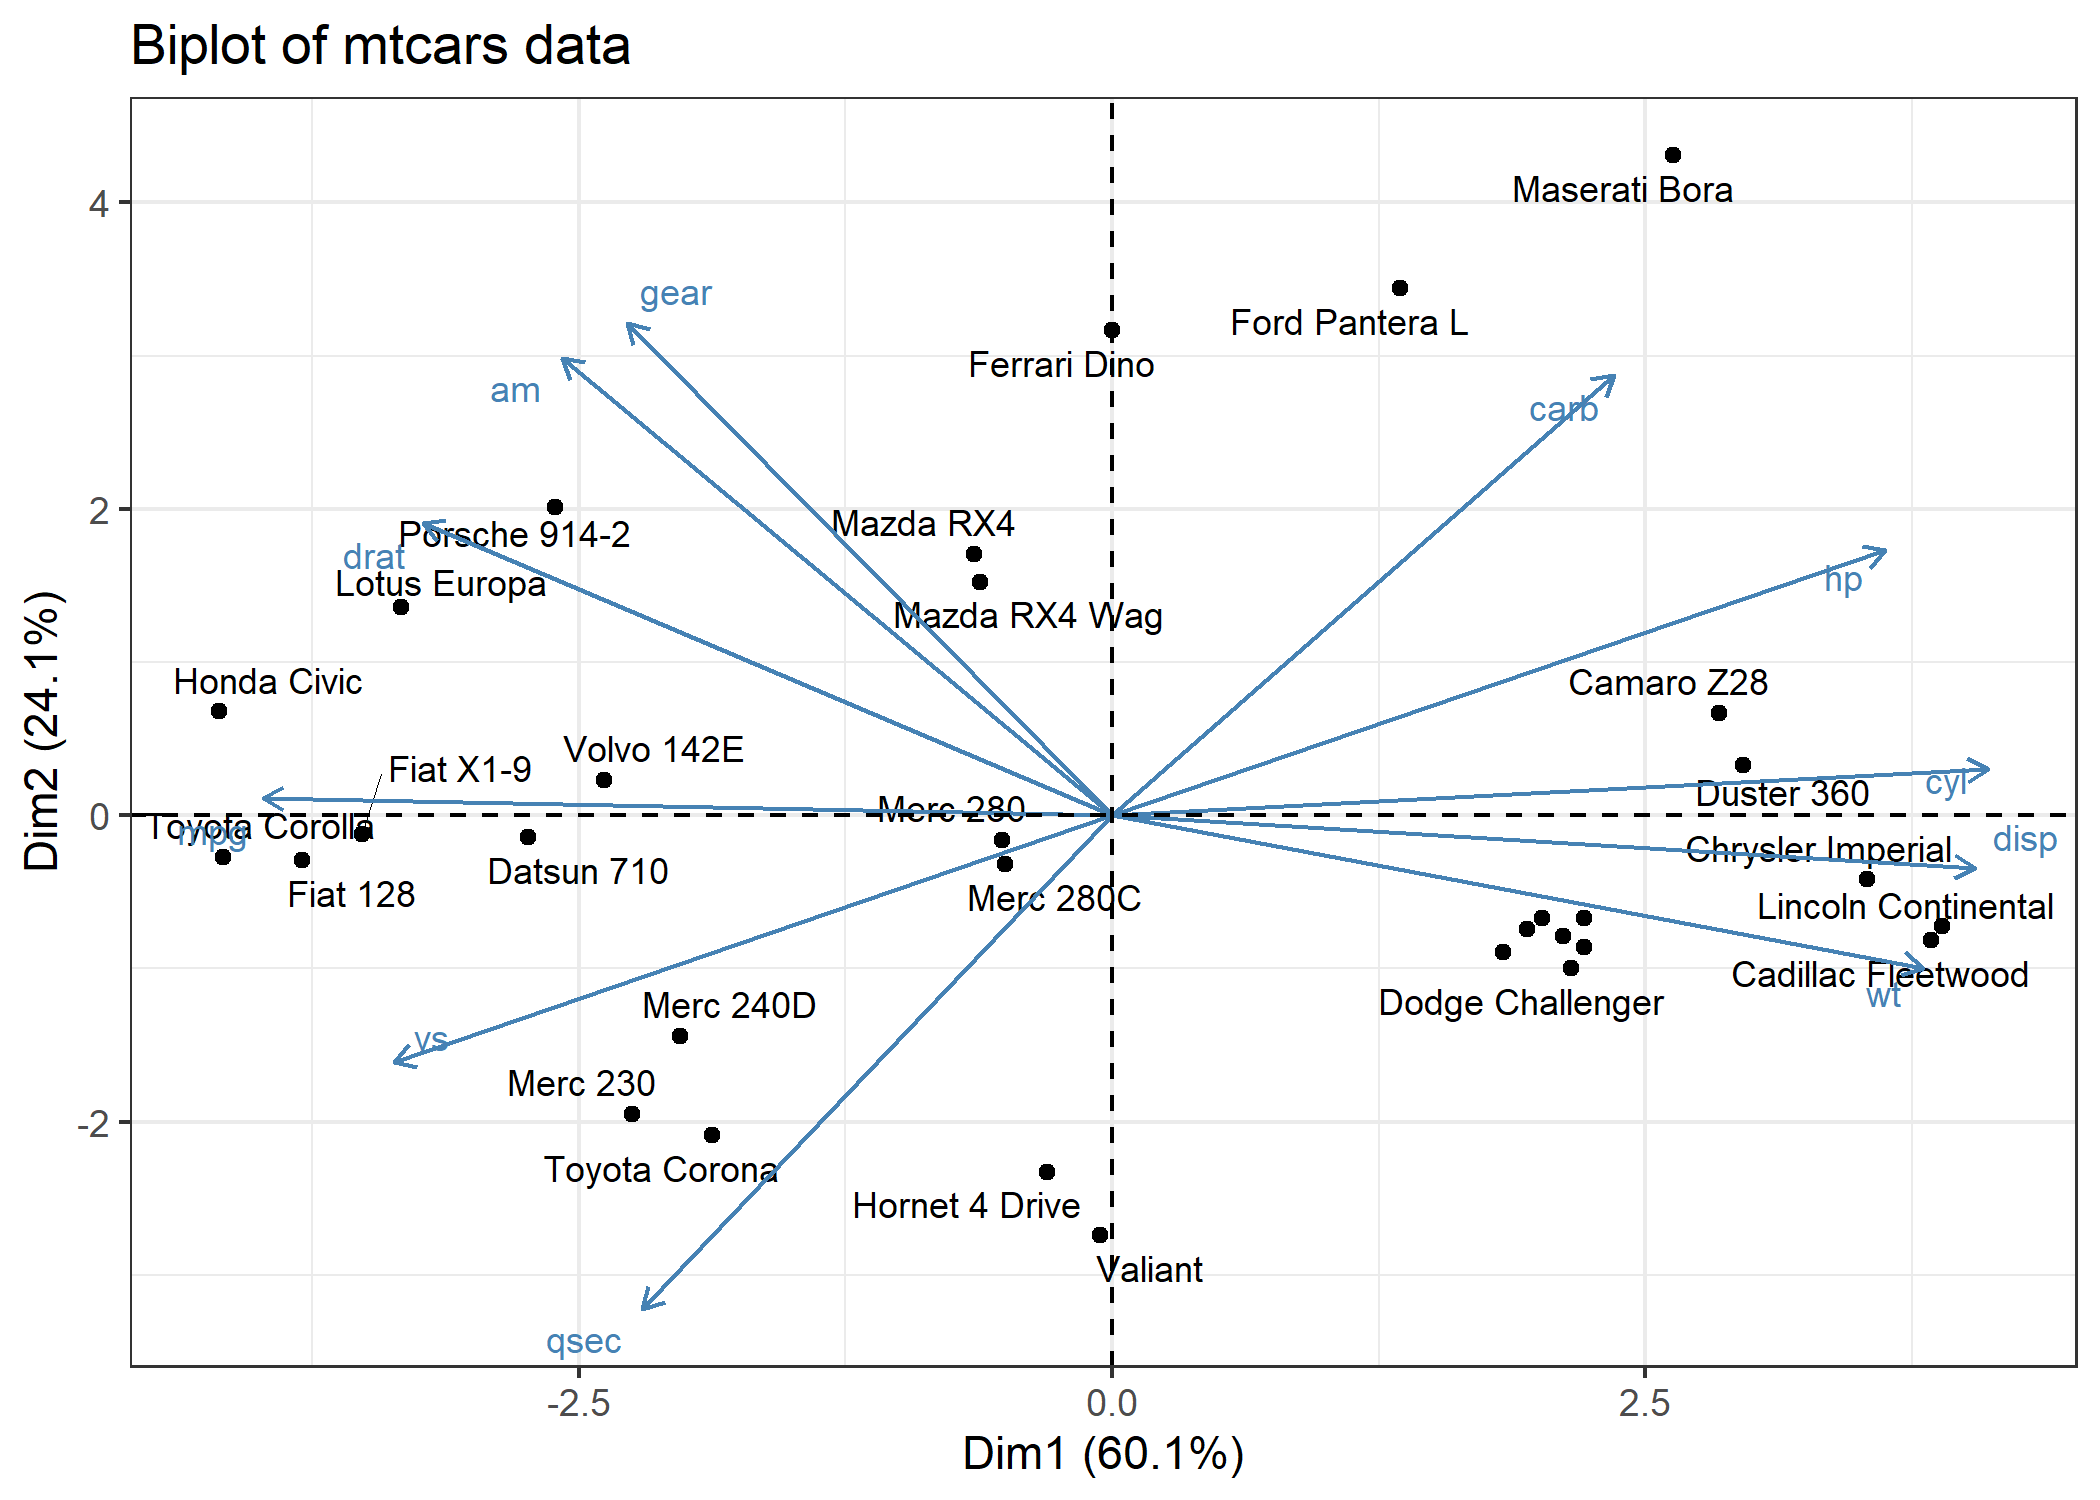 Biplot of mtcars data
4
Maserati Bora
gear
Ford Pantera L
Ferrari Dino
am
carb
2
Mazda RX4
Porsche 914-2
drat
hp
Lotus Europa
Mazda RX4 Wag
Honda Civic
Camaro Z28
Volvo 142E
Fiat X1-9
cyl
Duster 360
Merc 280
0
Toyota Corolla
mpg
disp
Chrysler Imperial
Datsun 710
Fiat 128
Merc 280C
Lincoln Continental
Cadillac Fleetwood
wt
Merc 240D
Dodge Challenger
vs
Merc 230
-2
Toyota Corona
Hornet 4 Drive
Valiant
qsec
-2.5
0.0
2.5
Dim1 (60.1%)
Dim2 (24.1%)